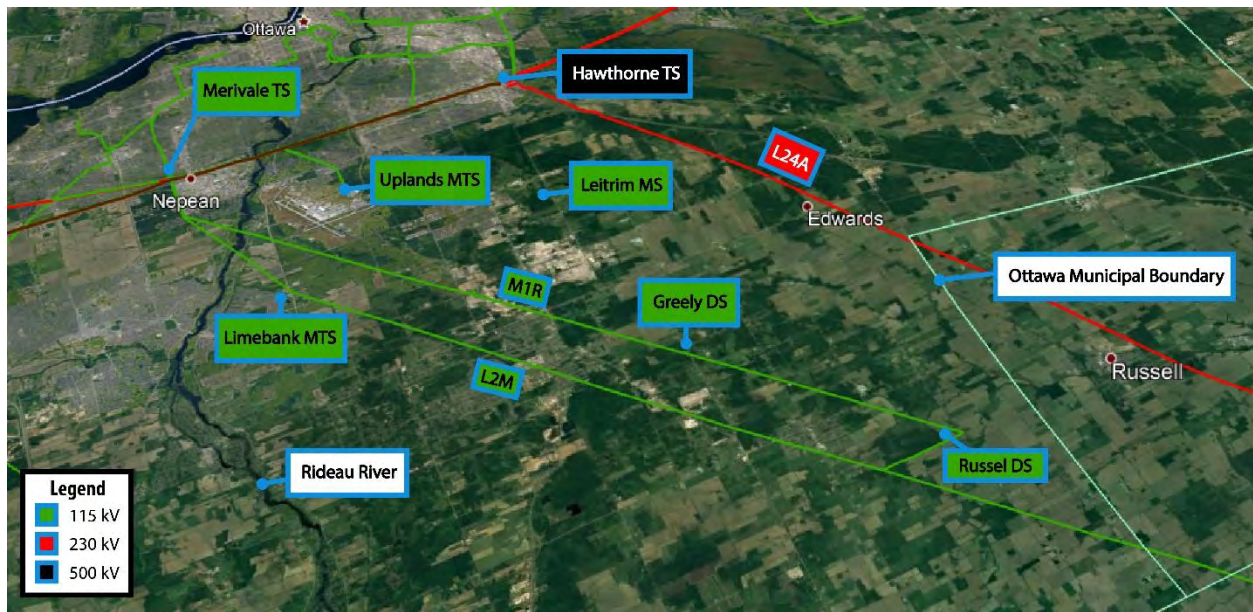 Ottawa
Hawthorne TS
Merivale TS
L24A
Uplands MTS
Leitrim MS
Nepean
Edwards
Ottawa Municipal Boundary
M1R
Greely DS
Limebank MTS
L2M
Russell
Russel DS
Rideau River
Legend
115 kV
230 kV
500 kV